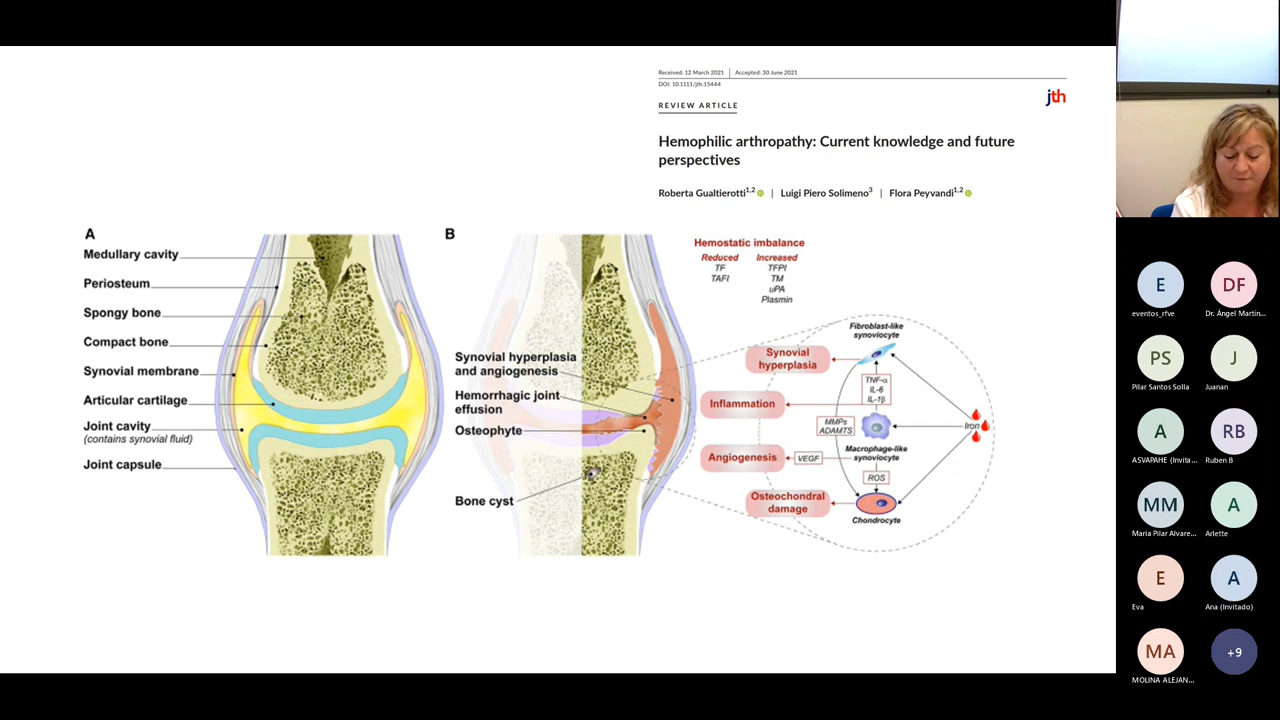 Received: 12 March 2021 | Accepted: 30 June 2021
DOI: 10.1111/jth.15444
jth
REVIEW ARTICLE
Hemophilic arthropathy: Current knowledge and future
perspectives
Roberta Gualtierotti1,2 | Luigi Piero Solimeno3 | Flora Peyvandi1,2
A
Medullary cavity
Periosteum
Spongy bone
Compact bone
Synovial membrane
Articular cartilage
Joint cavity
(contains synovial fluid)
Joint capsule
B
Synovial hyperplasia
and angiogenesis
Hemorrhagic joint
effusion
Osteophyte
Bone cyst
Hemostatic imbalance
Reduced
TF
TAFI
Increased
TFPI
TM
uPA
Plasmin
Fibroblast-like
synoviocyte
Synovial
hyperplasia
TNF-α
IL-6
IL-1β
Inflammation
MMPs
ADAMTS
Iron
Macrophage-like
synoviocyte
Angiogenesis
VEGF
ROS
Osteochondral
damage
Chondrocyte
E
eventos_rfve
DF
Dr. Ángel Martín...
PS
Pilar Santos Solla
J
Juanan
A
ASVAPAHE (Invita...
RB
Ruben B
MM
Maria Pilar Alvare...
A
Arlette
E
Eva
A
Ana (Invitado)
MA
MOLINA ALEJAN...
+9